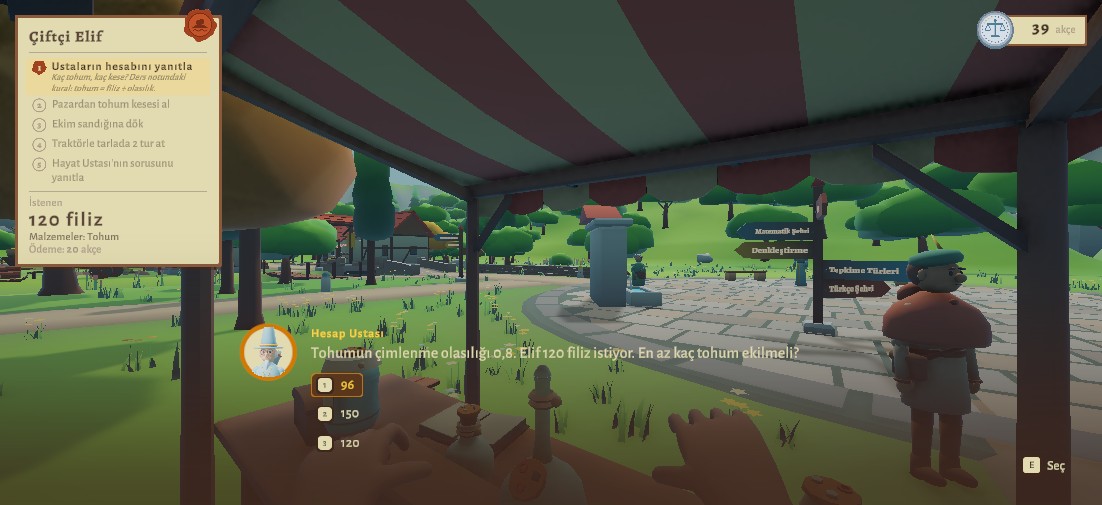 Çiftçi Elif
1 Ustaların hesabını yanıtla
Kaç tohum, kaç kese? Ders notundaki
kural: tohum = filiz ÷ olasılık.
2 Pazardan tohum kesesi al
3 Ekim sandığına dök
4 Traktörle tarlada 2 tur at
5 Hayat Ustası'nın sorusunu
yanıtla
İstenen
120 filiz
Malzemeler: Tohum
Ödeme: 20 akçe
39 akçe
Matematik Şehri
Denkleştirme
Tepkime Türleri
Türkçe Şehri
Hesap Ustası
Tohumun çimlenme olasılığı 0,8. Elif 120 filiz istiyor. En az kaç tohum ekilmeli?
1 96
2 150
3 120
E Seç